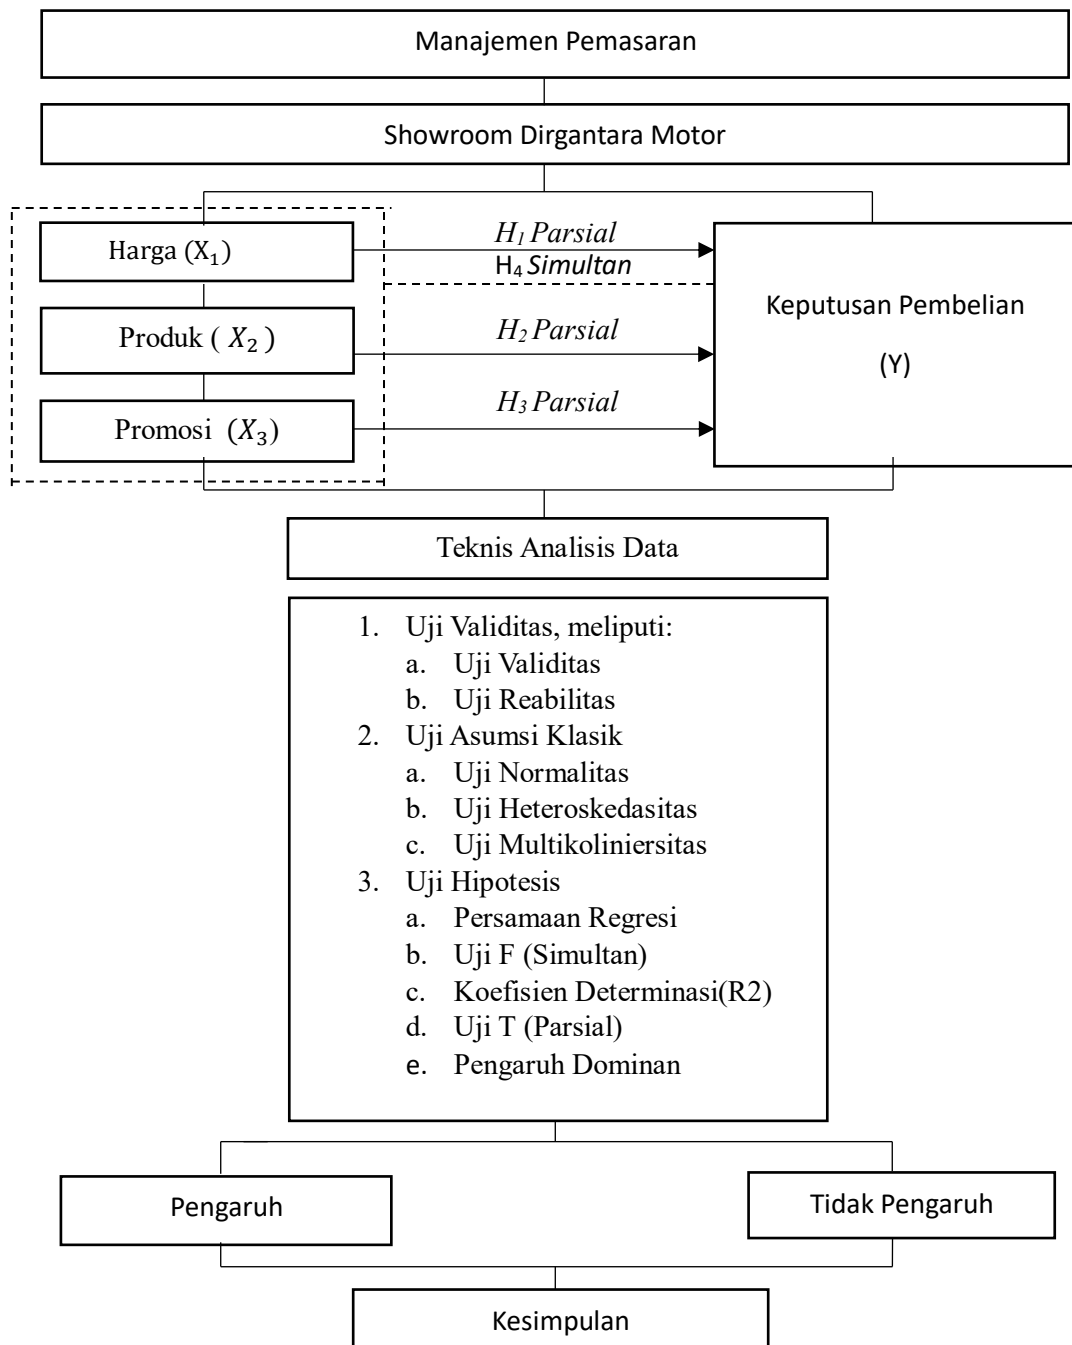 Manajemen Pemasaran
Showroom Dirgantara Motor
Harga (X₁)
H₁ Parsial
H₄ Simultan
Produk ( X₂ )
H₂ Parsial
Promosi (X₃)
H₃ Parsial
Keputusan Pembelian
(Y)
Teknis Analisis Data
1. Uji Validitas, meliputi:
a. Uji Validitas
b. Uji Reabilitas
2. Uji Asumsi Klasik
a. Uji Normalitas
b. Uji Heteroskedasitas
c. Uji Multikoliniersitas
3. Uji Hipotesis
a. Persamaan Regresi
b. Uji F (Simultan)
c. Koefisien Determinasi(R2)
d. Uji T (Parsial)
e. Pengaruh Dominan
Pengaruh
Tidak Pengaruh
Kesimpulan